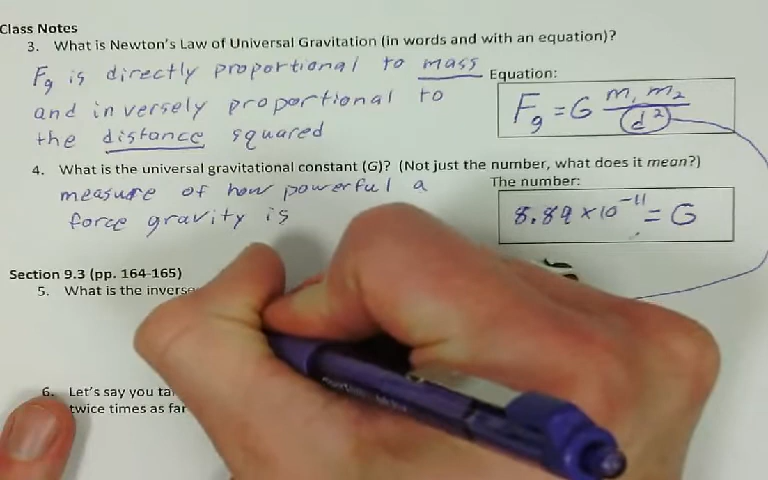 Class Notes
3. What is Newton's Law of Universal Gravitation (in words and with an equation)?
Fg is directly proportional to mass
and inversely proportional to
the distance squared
Equation:
Fg = G m1 m2 / d²
4. What is the universal gravitational constant (G)? (Not just the number, what does it mean?)
measure of how powerful a
force gravity is
The number:
8.89 × 10⁻¹¹ = G
Section 9.3 (pp. 164-165)
5. What is the inverse
6. Let's say you
twice times as far